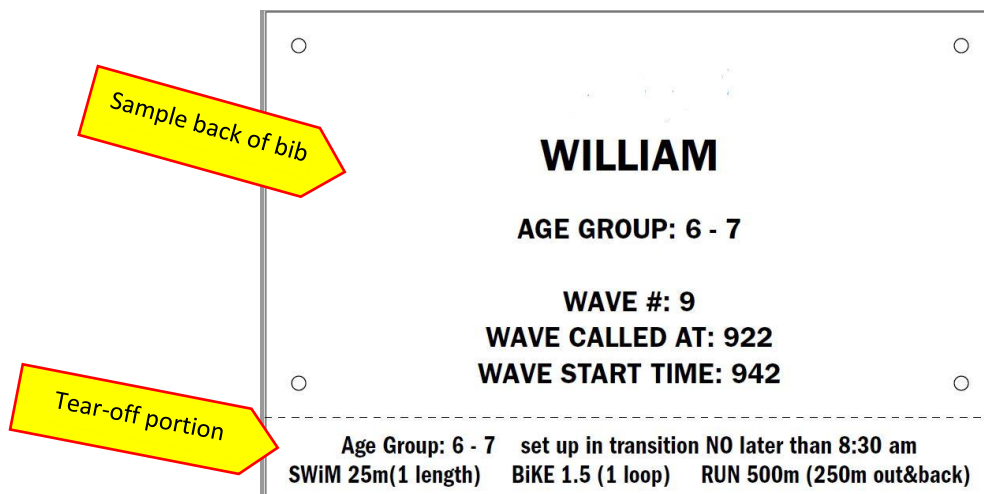 Sample back of bib
WILLIAM
AGE GROUP: 6 - 7
WAVE #: 9
WAVE CALLED AT: 922
WAVE START TIME: 942
Tear-off portion
Age Group: 6 - 7 set up in transition NO later than 8:30 am
SWiM 25m(1 length) BiKE 1.5 (1 loop) RUN 500m (250m out&back)